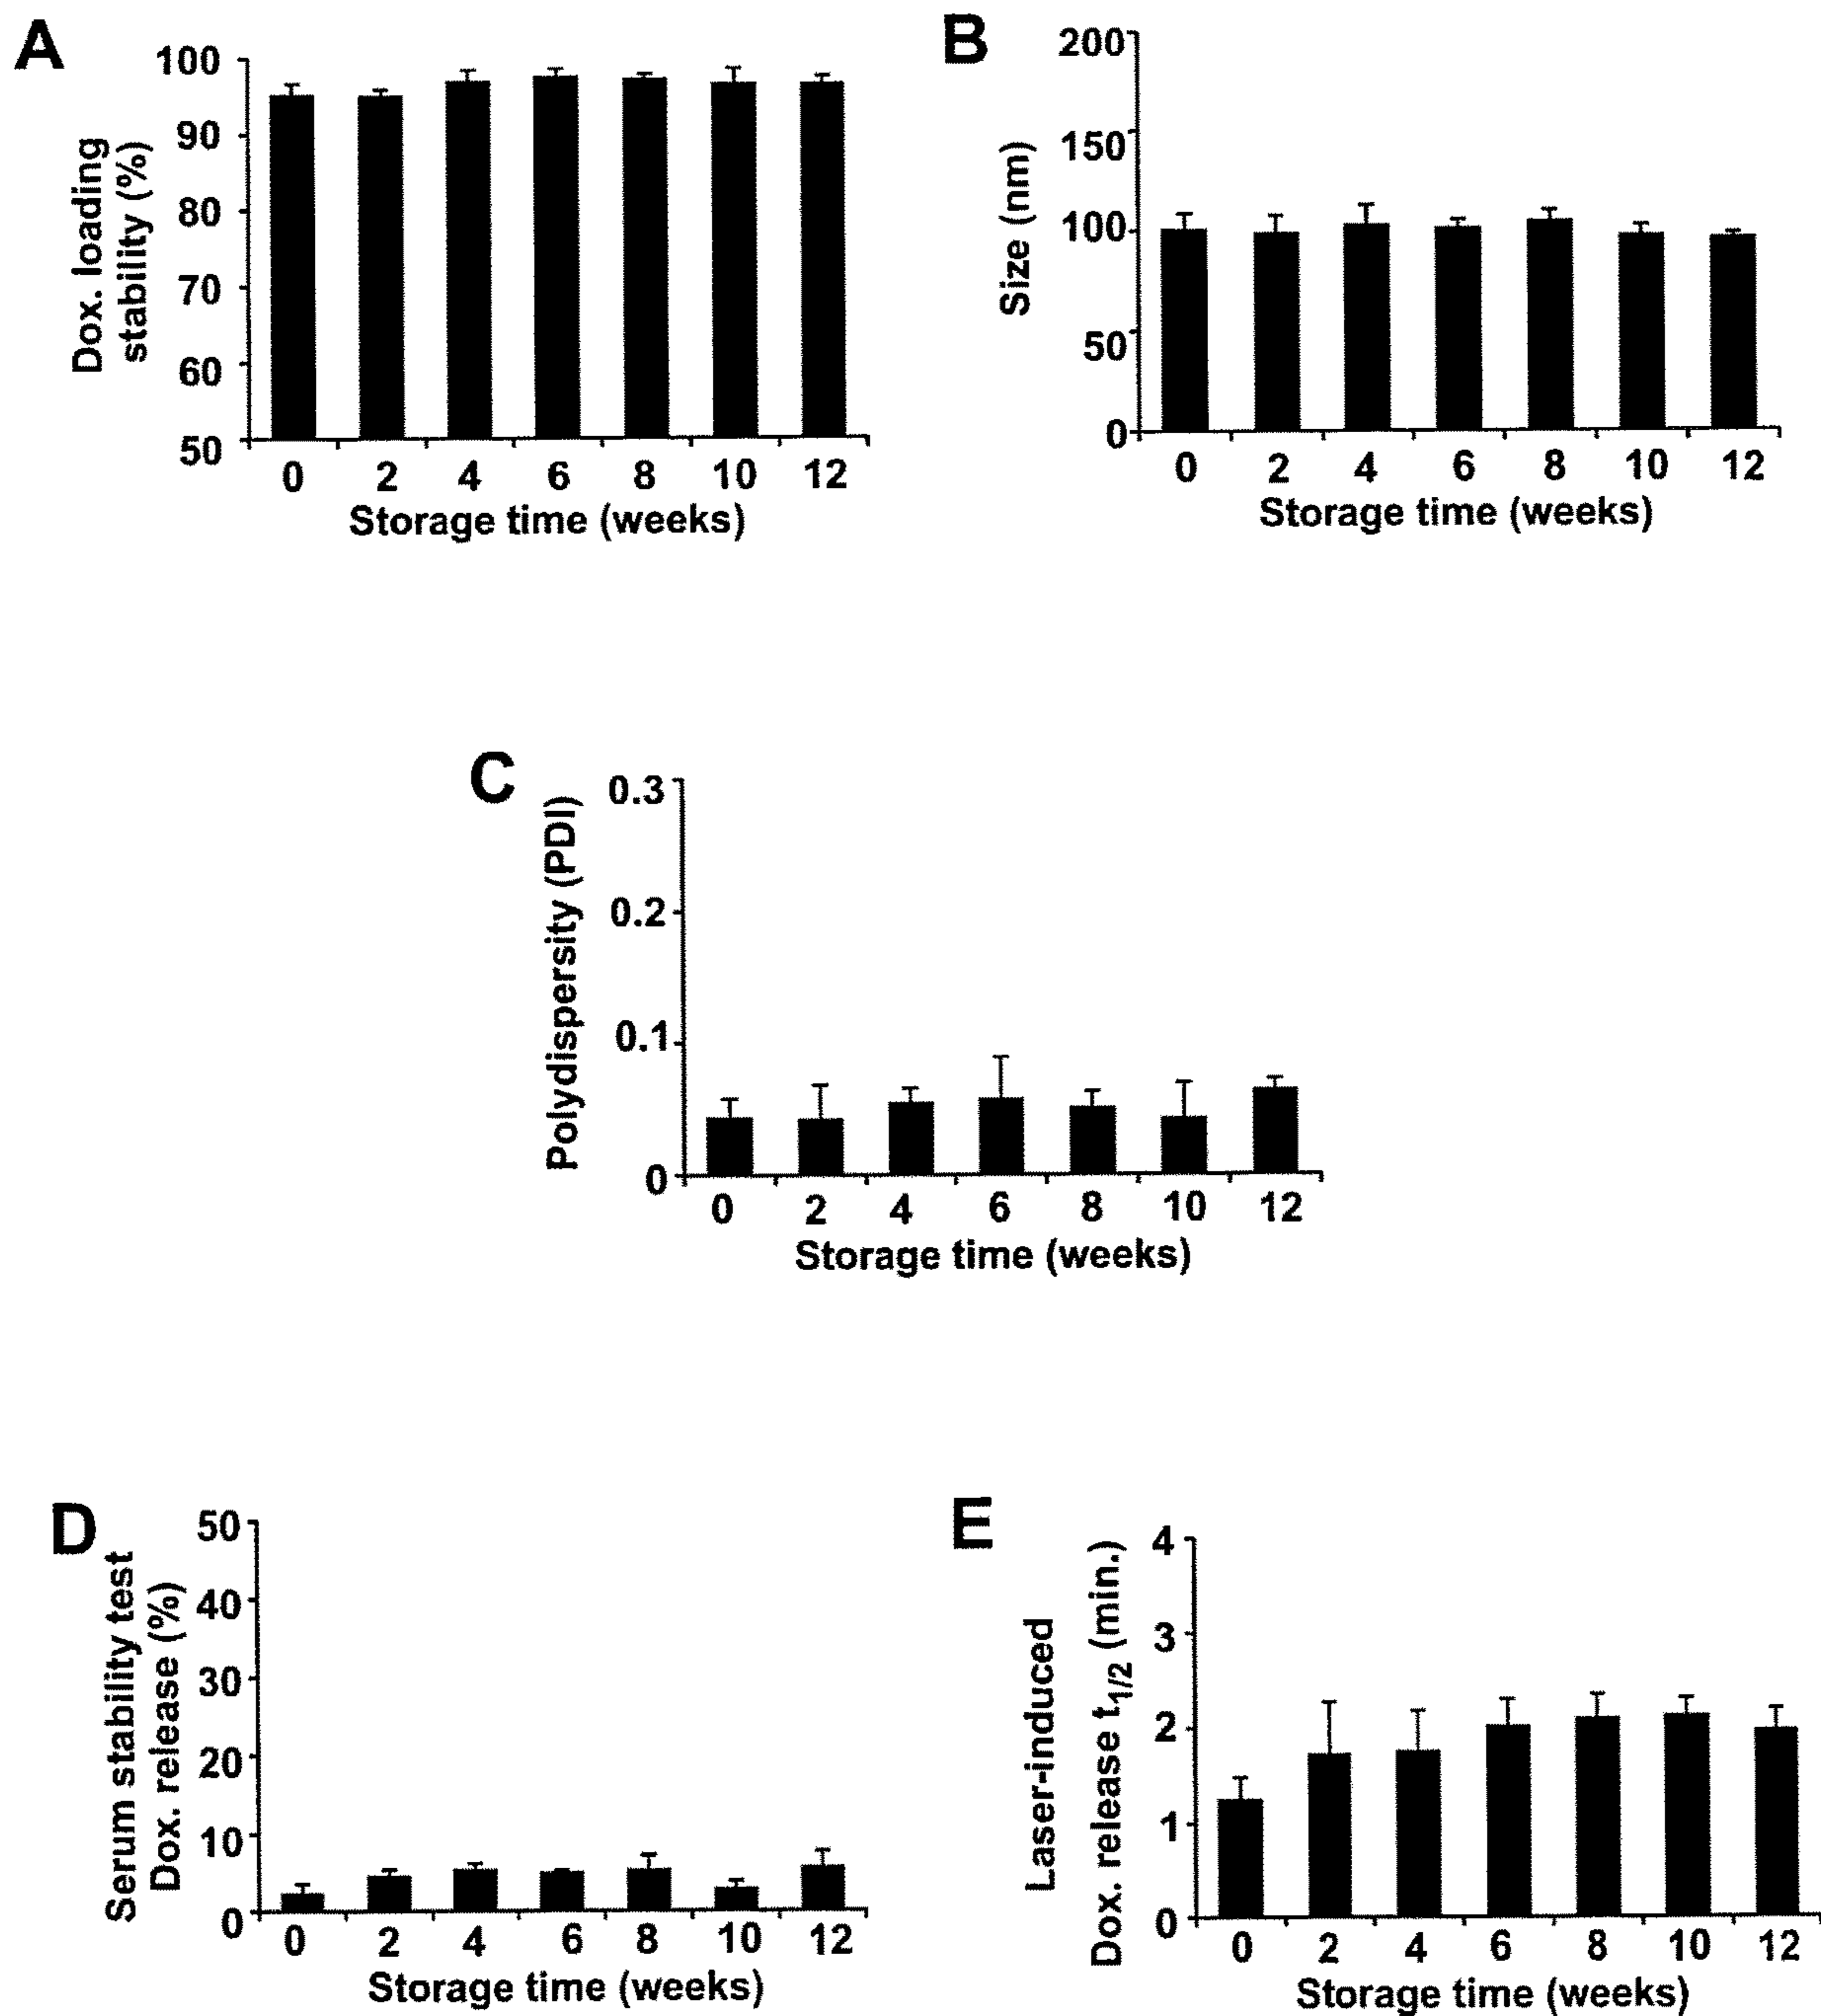 A
Dox. loading
stability (%)
100
90
80
70
60
50
0 2 4 6 8 10 12
Storage time (weeks)
B
Size (nm)
200
150
100
50
0
0 2 4 6 8 10 12
Storage time (weeks)
C
Polydispersity (PDI)
0.3
0.2
0.1
0
0 2 4 6 8 10 12
Storage time (weeks)
D
Serum stability test
Dox. release (%)
50
40
30
20
10
0
0 2 4 6 8 10 12
Storage time (weeks)
E
Laser-induced
Dox. release t1/2 (min.)
4
3
2
1
0
0 2 4 6 8 10 12
Storage time (weeks)